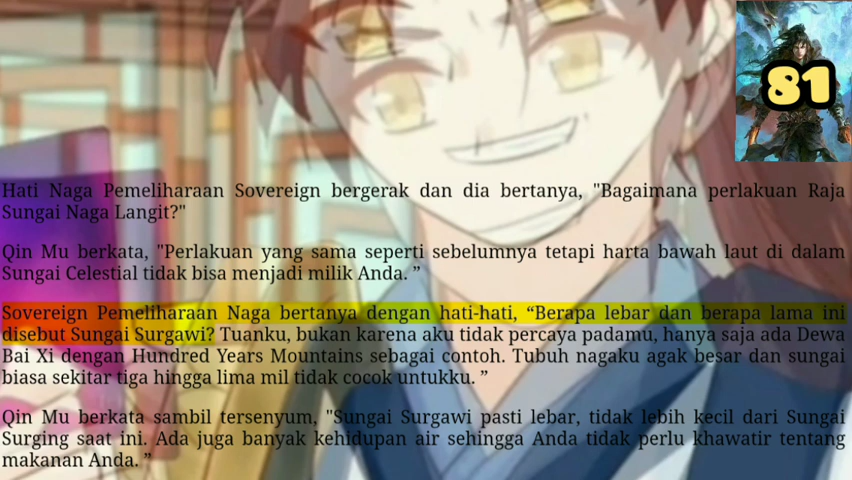 81
Hati Naga Pemeliharaan Sovereign bergerak dan dia bertanya, "Bagaimana perlakuan Raja
Sungai Naga Langit?"
Qin Mu berkata, "Perlakuan yang sama seperti sebelumnya tetapi harta bawah laut di dalam
Sungai Celestial tidak bisa menjadi milik Anda. ”
Sovereign Pemeliharaan Naga bertanya dengan hati-hati, “Berapa lebar dan berapa lama ini
disebut Sungai Surgawi? Tuanku, bukan karena aku tidak percaya padamu, hanya saja ada Dewa
Bai Xi dengan Hundred Years Mountains sebagai contoh. Tubuh nagaku agak besar dan sungai
biasa sekitar tiga hingga lima mil tidak cocok untukku. ”
Qin Mu berkata sambil tersenyum, "Sungai Surgawi pasti lebar, tidak lebih kecil dari Sungai
Surging saat ini. Ada juga banyak kehidupan air sehingga Anda tidak perlu khawatir tentang
makanan Anda. ”